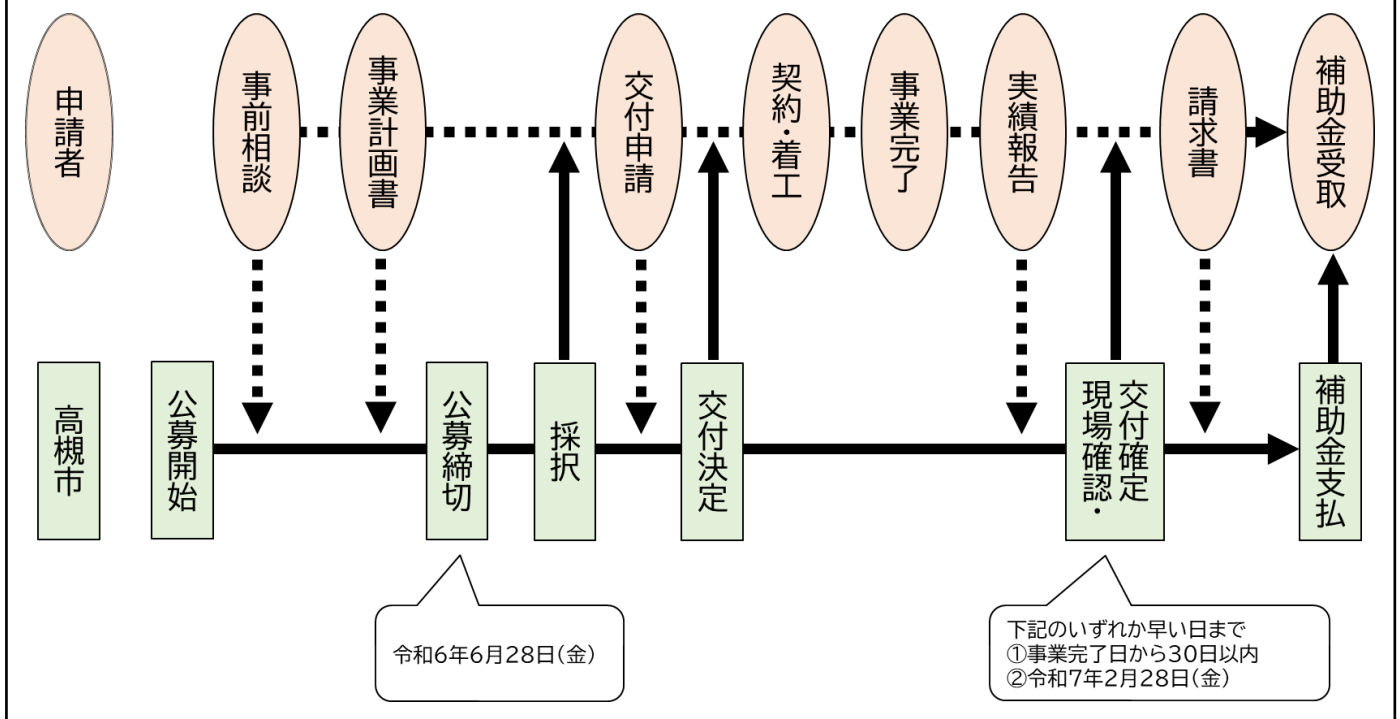 申請者
事前相談
事業計画書
交付申請
契約・着工
事業完了
実績報告
請求書
補助金受取
高槻市
公募開始
公募締切
採択
交付決定
交付確定
現場確認・
補助金支払
令和6年6月28日(金)
下記のいずれか早い日まで
①事業完了日から30日以内
②令和7年2月28日(金)